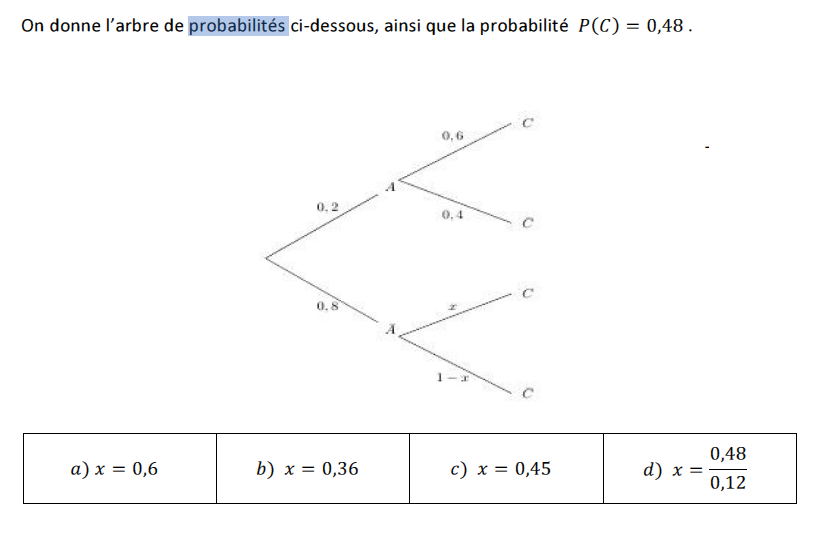 On donne l'arbre de probabilités ci-dessous, ainsi que la probabilité P(C) = 0,48 .
0,6
C
A
0,2
0,4
C
C
0,8
x
Ā
1 − x
C
a) x = 0,6
b) x = 0,36
c) x = 0,45
d) x = 0,48/0,12